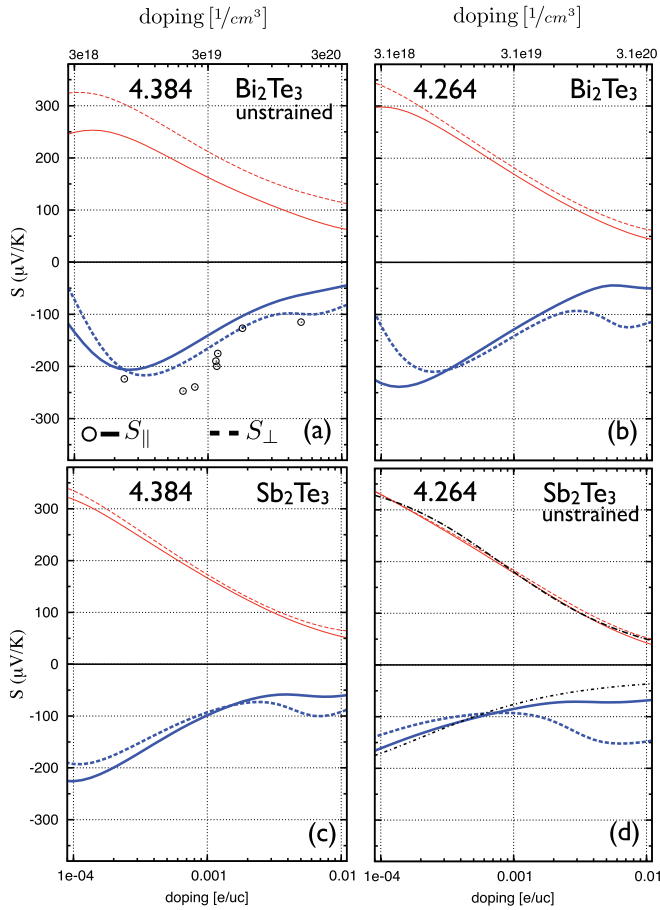 doping [1/cm³] doping [1/cm³]
3e18 3e19 3e20 3.1e18 3.1e19 3.1e20
4.384 Bi₂Te₃ 4.264 Bi₂Te₃
unstrained
300
200
100
0
S (µV/K)
-100
-200
-300
S∥ S⊥ (a) (b)
4.384 Sb₂Te₃ 4.264 Sb₂Te₃
unstrained
300
200
100
0
S (µV/K)
-100
-200
-300
(c) (d)
1e-04 0.001 0.01 1e-04 0.001 0.01
doping [e/uc] doping [e/uc]